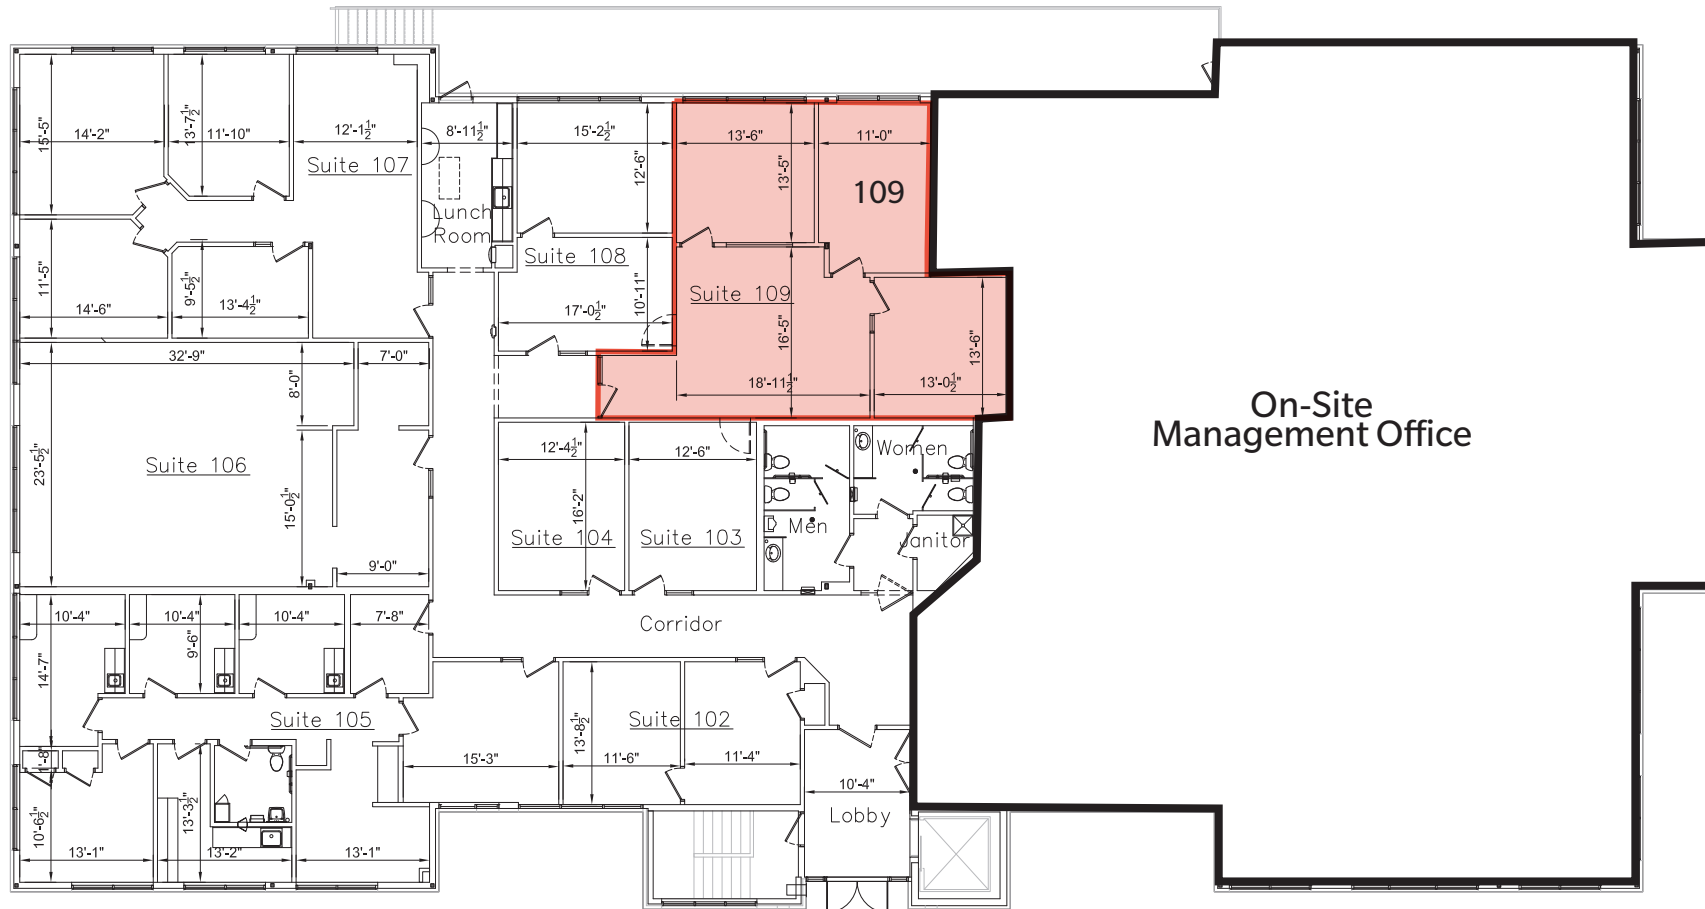 15'-5"
14'-2"
13'-7½"
11'-10"
12'-1½"
Suite 107
8'-11½"
Lunch
Room
15'-2½"
12'-6"
13'-6"
13'-5"
11'-0"
109
11'-5"
14'-6"
9'-5½"
13'-4½"
Suite 108
10'-11"
17'-0½"
Suite 109
16'-5"
18'-11½"
13'-6"
13'-0½"
32'-9"
7'-0"
8'-0"
23'-5½"
Suite 106
15'-0½"
9'-0"
12'-4½"
16'-2"
Suite 104
12'-6"
Suite 103
Women
Men
Janitor
On-Site
Management Office
10'-4"
10'-4"
9'-6"
10'-4"
7'-8"
14'-7"
Corridor
Suite 105
15'-3"
13'-8½"
Suite 102
11'-6"
11'-4"
10'-4"
Lobby
10'-6½"
13'-1"
13'-3½"
13'-2"
13'-1"